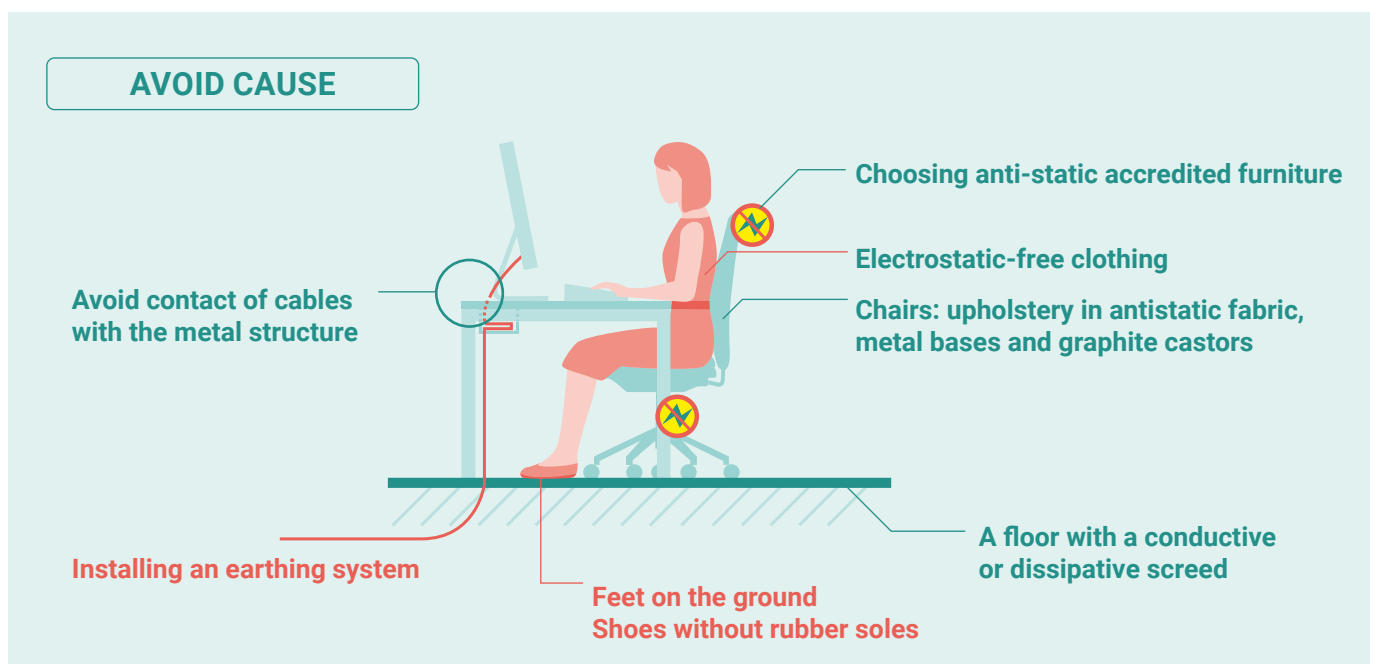 AVOID CAUSE
Choosing anti-static accredited furniture
Electrostatic-free clothing
Avoid contact of cables
with the metal structure
Chairs: upholstery in antistatic fabric,
metal bases and graphite castors
A floor with a conductive
or dissipative screed
Installing an earthing system
Feet on the ground
Shoes without rubber soles